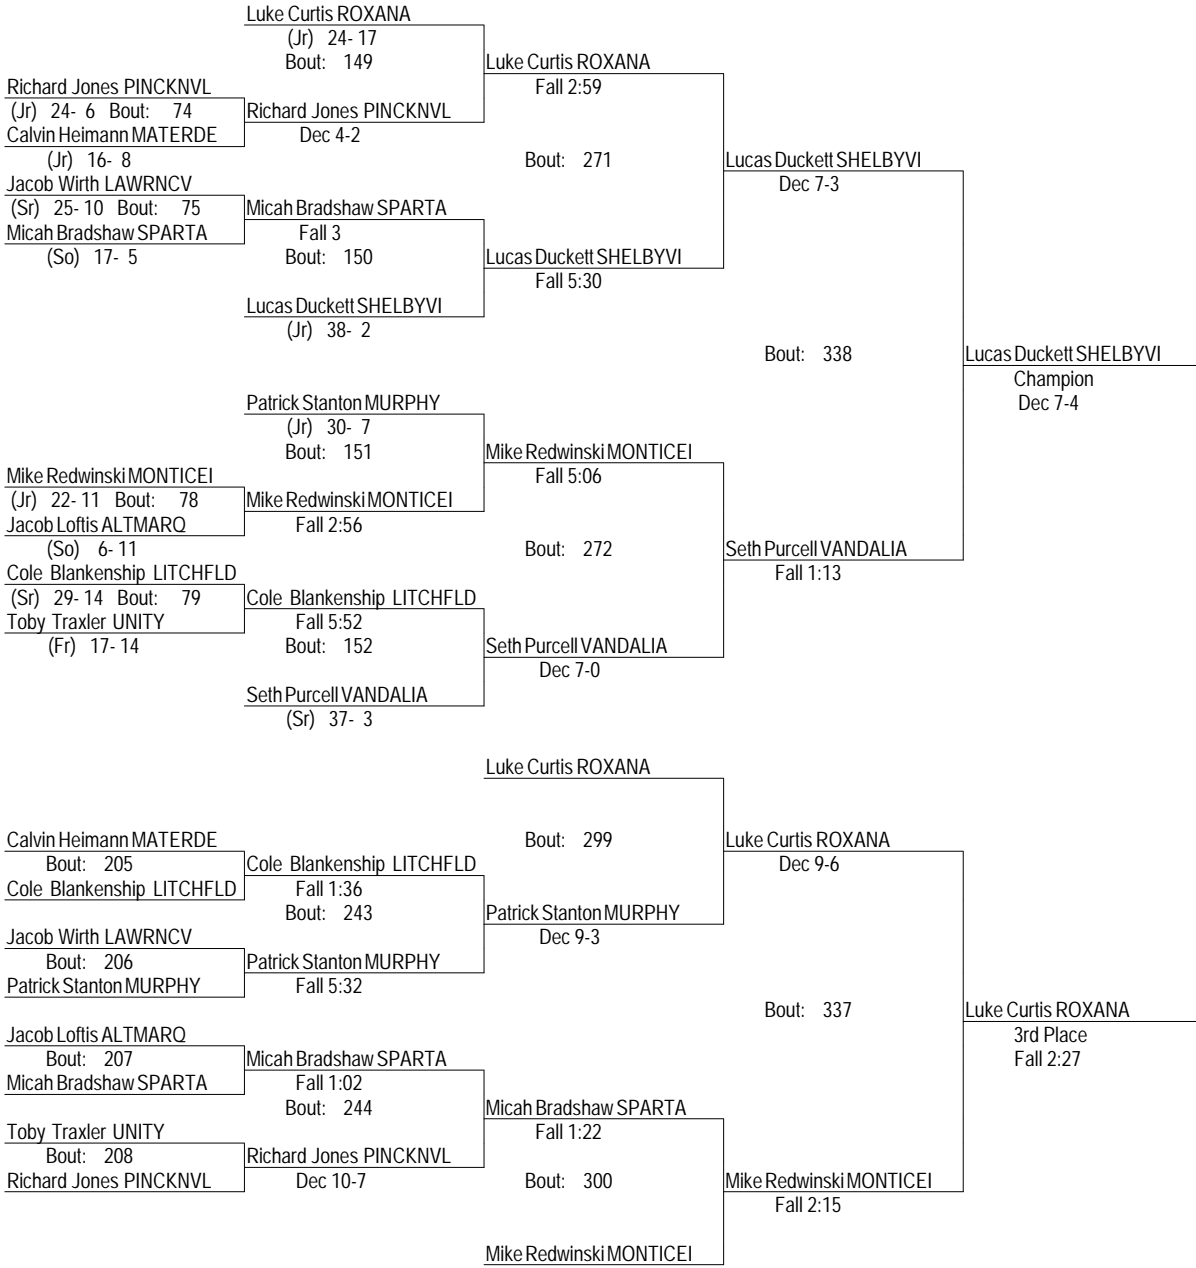 Luke Curtis ROXANA
(Jr) 24- 17
Bout: 149
Luke Curtis ROXANA
Fall 2:59
Richard Jones PINCKNVL
(Jr) 24- 6 Bout: 74
Richard Jones PINCKNVL
Dec 4-2
Calvin Heimann MATERDE
(Jr) 16- 8
Bout: 271
Lucas Duckett SHELBYVI
Dec 7-3
Jacob Wirth LAWRNCV
(Sr) 25- 10 Bout: 75
Micah Bradshaw SPARTA
Fall 3
Micah Bradshaw SPARTA
(So) 17- 5
Bout: 150
Lucas Duckett SHELBYVI
Fall 5:30
Lucas Duckett SHELBYVI
(Jr) 38- 2
Bout: 338
Lucas Duckett SHELBYVI
Champion
Dec 7-4
Patrick Stanton MURPHY
(Jr) 30- 7
Bout: 151
Mike Redwinski MONTICEI
Fall 5:06
Mike Redwinski MONTICEI
(Jr) 22- 11 Bout: 78
Mike Redwinski MONTICEI
Fall 2:56
Jacob Loftis ALTMARQ
(So) 6- 11
Bout: 272
Seth Purcell VANDALIA
Fall 1:13
Cole Blankenship LITCHFLD
(Sr) 29- 14 Bout: 79
Cole Blankenship LITCHFLD
Fall 5:52
Toby Traxler UNITY
(Fr) 17- 14
Bout: 152
Seth Purcell VANDALIA
Dec 7-0
Seth Purcell VANDALIA
(Sr) 37- 3
Luke Curtis ROXANA
Bout: 299
Luke Curtis ROXANA
Dec 9-6
Calvin Heimann MATERDE
Bout: 205
Cole Blankenship LITCHFLD
Fall 1:36
Cole Blankenship LITCHFLD
Bout: 243
Patrick Stanton MURPHY
Dec 9-3
Jacob Wirth LAWRNCV
Bout: 206
Patrick Stanton MURPHY
Fall 5:32
Patrick Stanton MURPHY
Bout: 337
Luke Curtis ROXANA
3rd Place
Fall 2:27
Jacob Loftis ALTMARQ
Bout: 207
Micah Bradshaw SPARTA
Fall 1:02
Micah Bradshaw SPARTA
Bout: 244
Micah Bradshaw SPARTA
Fall 1:22
Toby Traxler UNITY
Bout: 208
Richard Jones PINCKNVL
Dec 10-7
Richard Jones PINCKNVL
Bout: 300
Mike Redwinski MONTICEI
Fall 2:15
Mike Redwinski MONTICEI